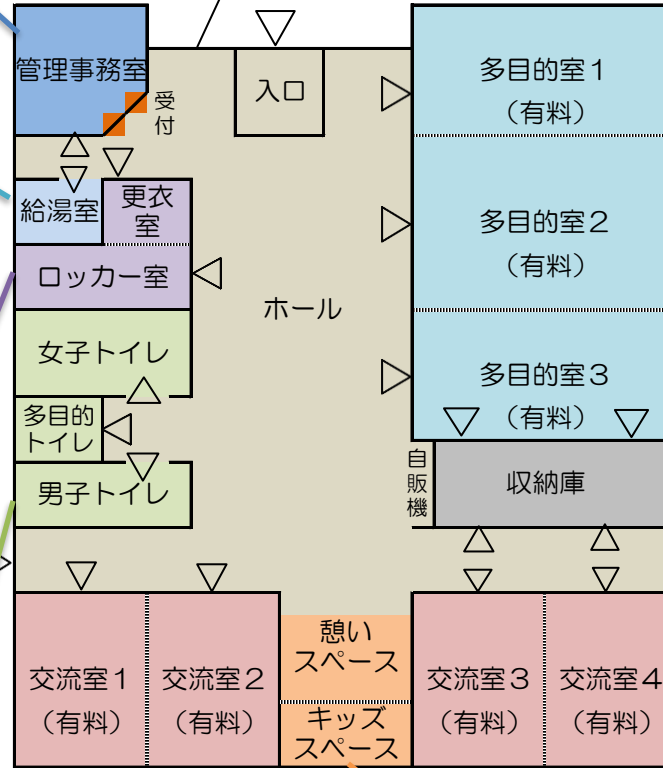 管理事務室
受
付
入口
多目的室１
（有料）
給湯室
更衣
室
多目的室２
（有料）
ロッカー室
ホール
女子トイレ
多目的室３
（有料）
多目的
トイレ
自
販
機
収納庫
男子トイレ
憩い
スペース
交流室１
（有料）
交流室２
（有料）
交流室３
（有料）
交流室４
（有料）
キッズ
スペース